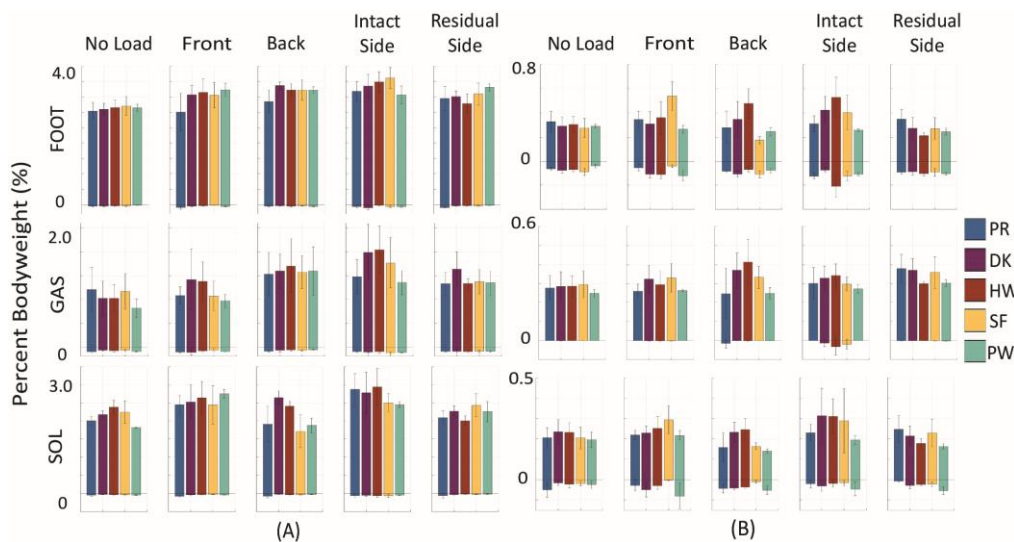 No Load Front Back Intact Side Residual Side
No Load Front Back Intact Side Residual Side
Percent Bodyweight (%)
FOOT
4.0
GAS
2.0
0
SOL
3.0
0
0.8
0
0.6
0
0.5
0
PR
DK
HW
SF
PW
(A)
(B)